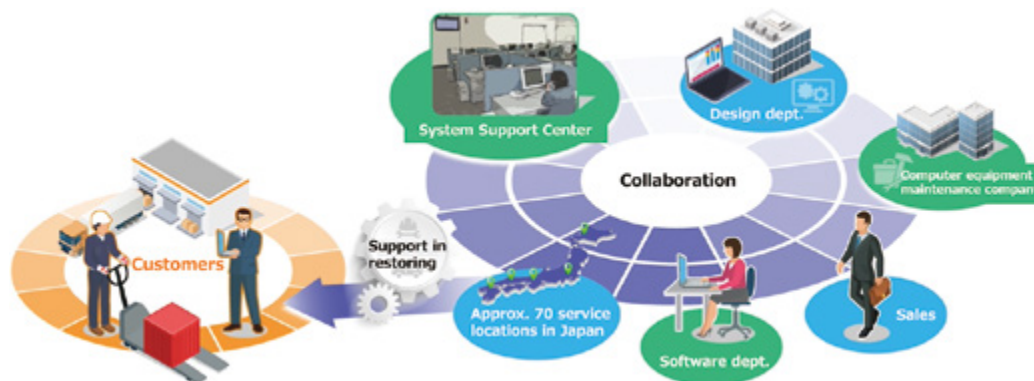 System Support Center
Design dept.
Computer equipment
maintenance compan
Collaboration
Customers
Support in
restoring
Approx. 70 service
locations in Japan
Software dept.
Sales